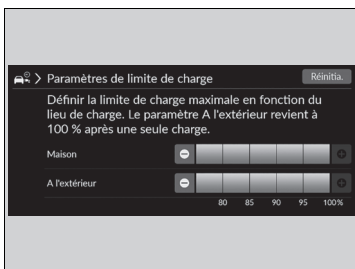 Paramètres de limite de charge
Réinitia.
Définir la limite de charge maximale en fonction du
lieu de charge. Le paramètre A l'extérieur revient à
100 % après une seule
charge.
Maison
A l'extérieur
80 85 90 95 100%